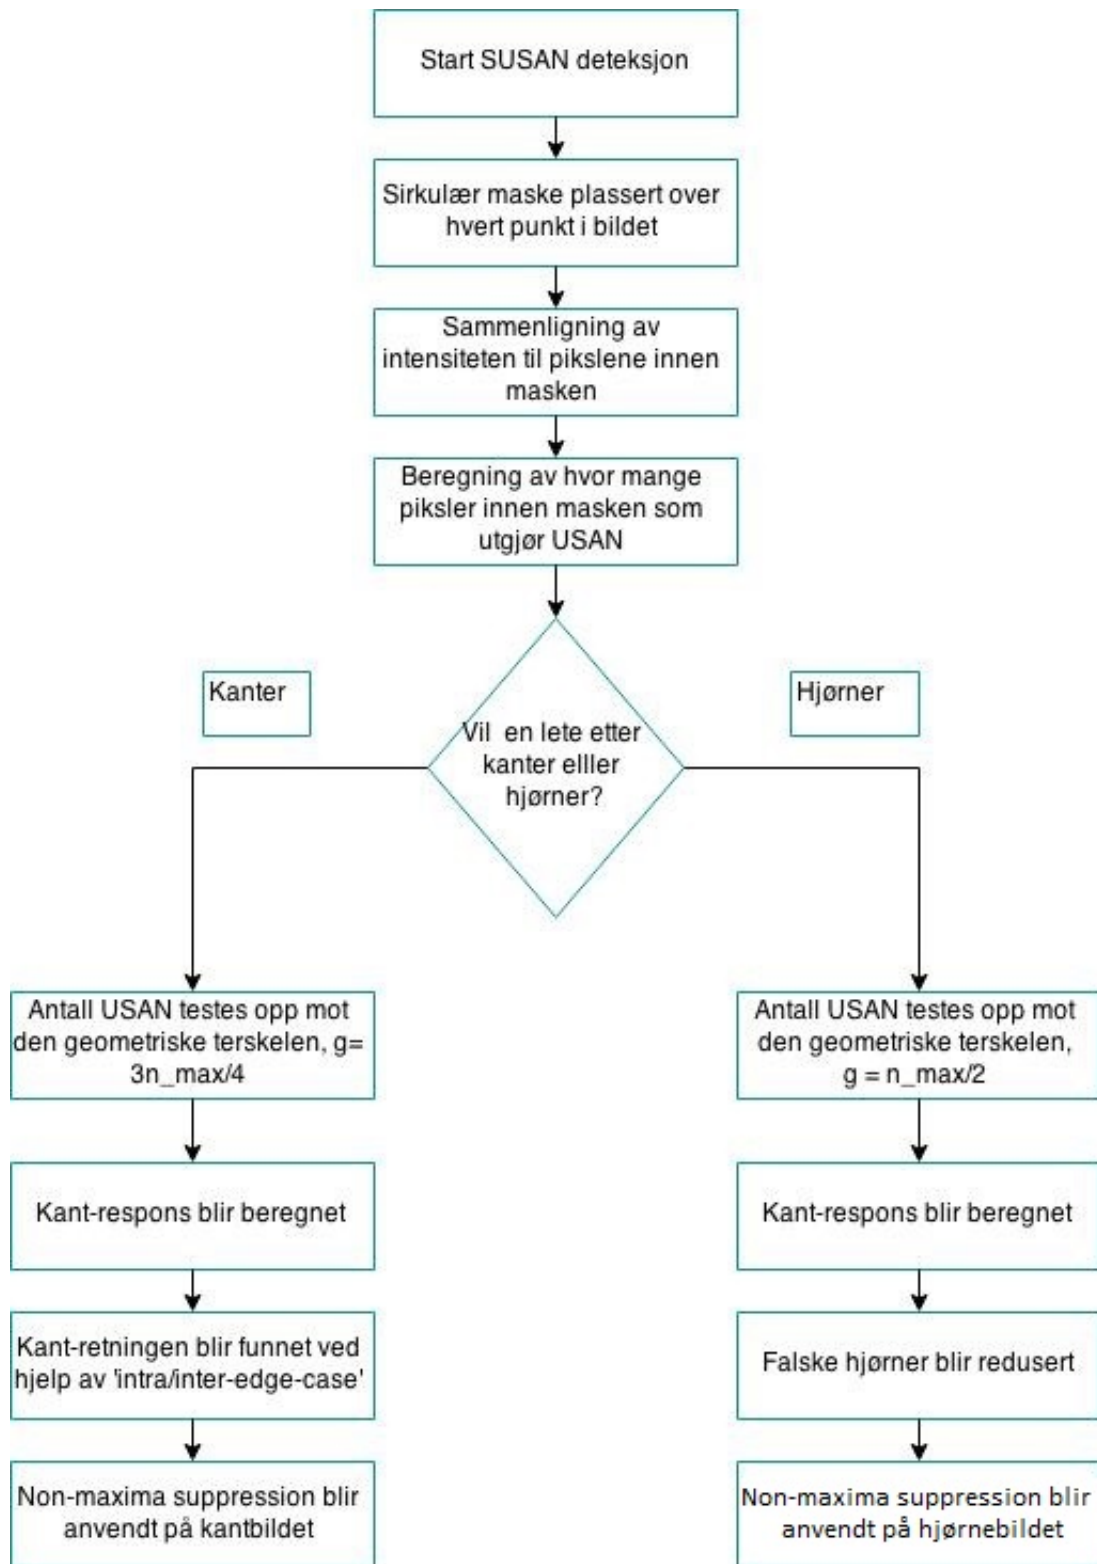 Start SUSAN deteksjon
Sirkulær maske plassert over
hvert punkt i bildet
Sammenligning av
intensiteten til pikslene innen
masken
Beregning av hvor mange
piksler innen masken som
utgjør USAN
Kanter
Hjørner
Vil en lete etter
kanter elller
hjørner?
Antall USAN testes opp mot
den geometriske terskelen, g=
3n_max/4
Kant-respons blir beregnet
Kant-retningen blir funnet ved
hjelp av 'intra/inter-edge-case'
Non-maxima suppression blir
anvendt på kantbildet
Antall USAN testes opp mot
den geometriske terskelen,
g = n_max/2
Kant-respons blir beregnet
Falske hjørner blir redusert
Non-maxima suppression blir
anvendt på hjørnebildet